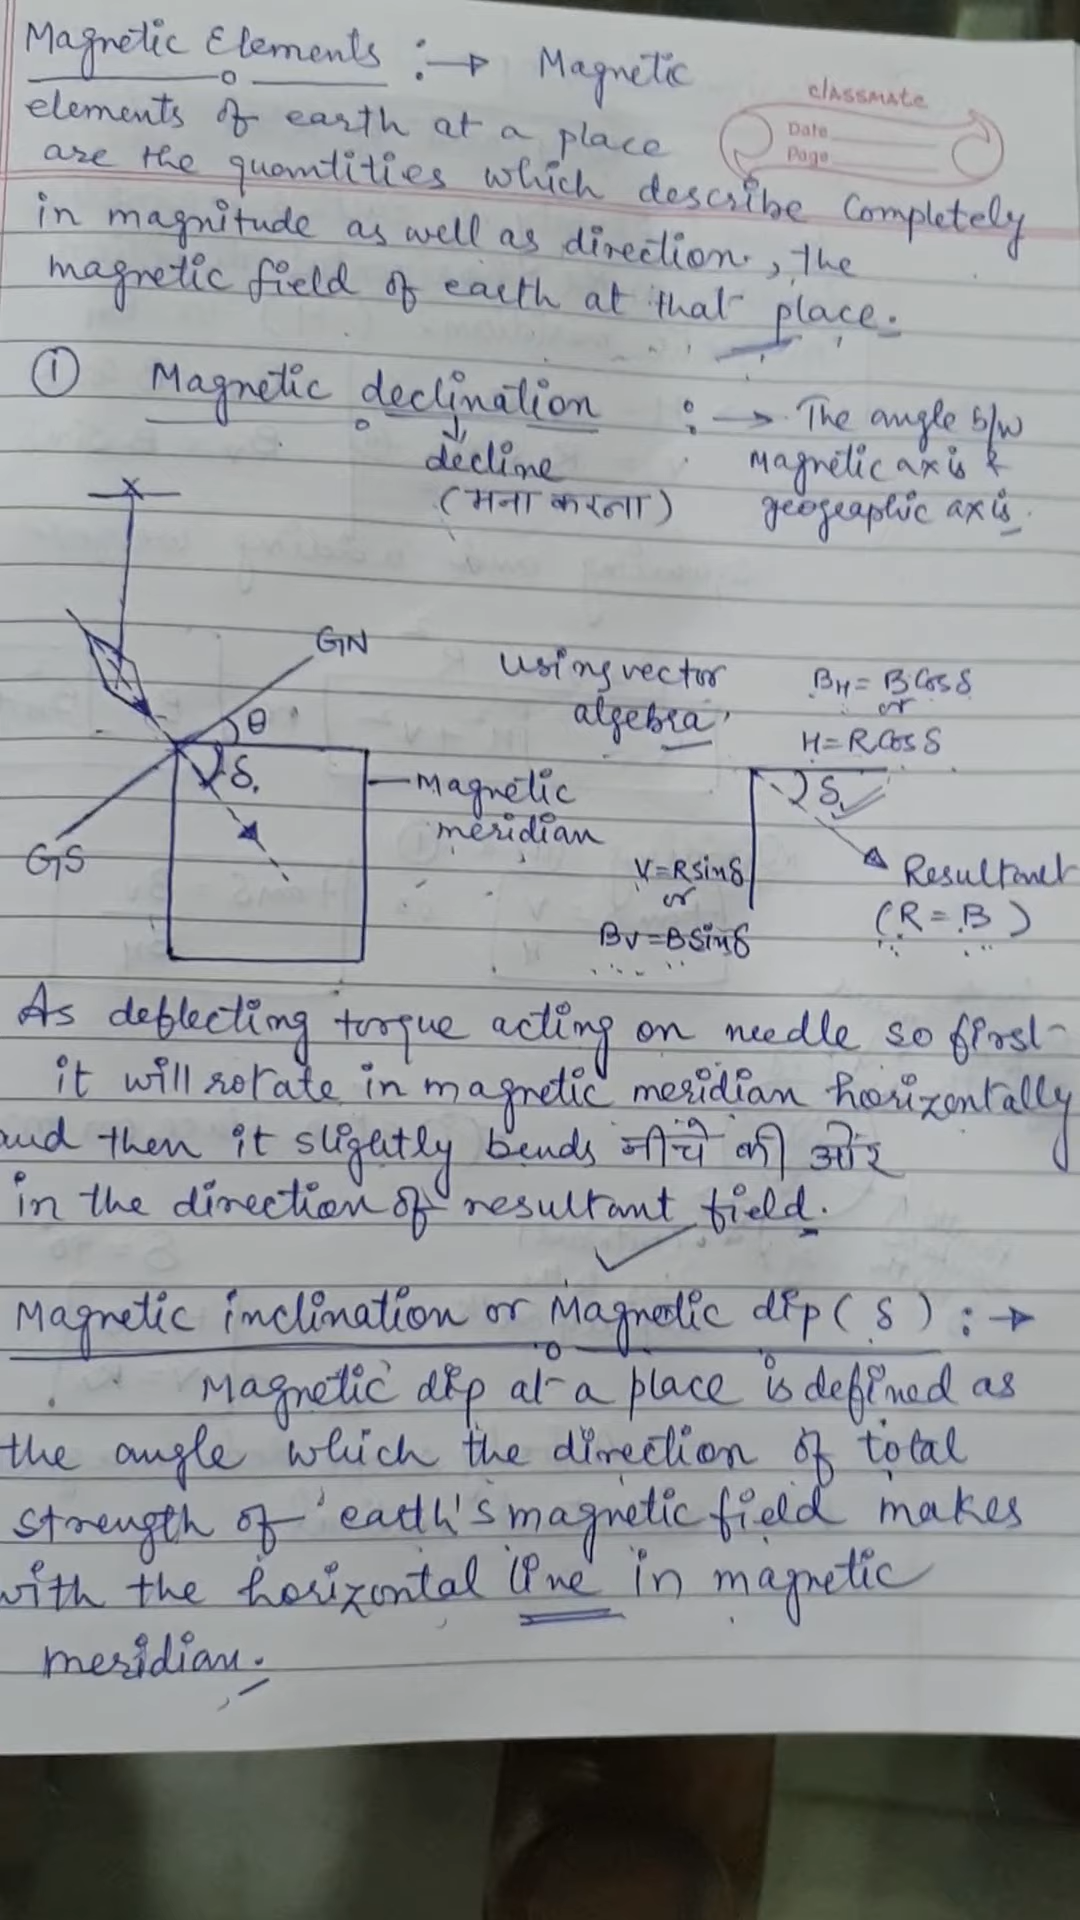 Magnetic Elements :→ Magnetic
classmate
Date
Page
elements of earth at a place
are the quantities which describe completely
in magnitude as well as direction, the
magnetic field of earth at that place.
① Magnetic declination :→ The angle b/w
decline magnetic axis &
(मना करना) geographic axis.
GN
using vector BH = B cos δ
algebra, or
θ H = R cos δ
δ δ
Magnetic
meridian
GS
V = R sin δ Resultant
or (R = B)
BV = B sin δ
As deflecting torque acting on needle so first
it will rotate in magnetic meridian horizontally
and then it slightly bends नीचे की ओर
in the direction of resultant field.
Magnetic inclination or Magnetic dip (δ) :→
Magnetic dip at a place is defined as
the angle which the direction of total
strength of earth's magnetic field makes
with the horizontal line in magnetic
meridian.